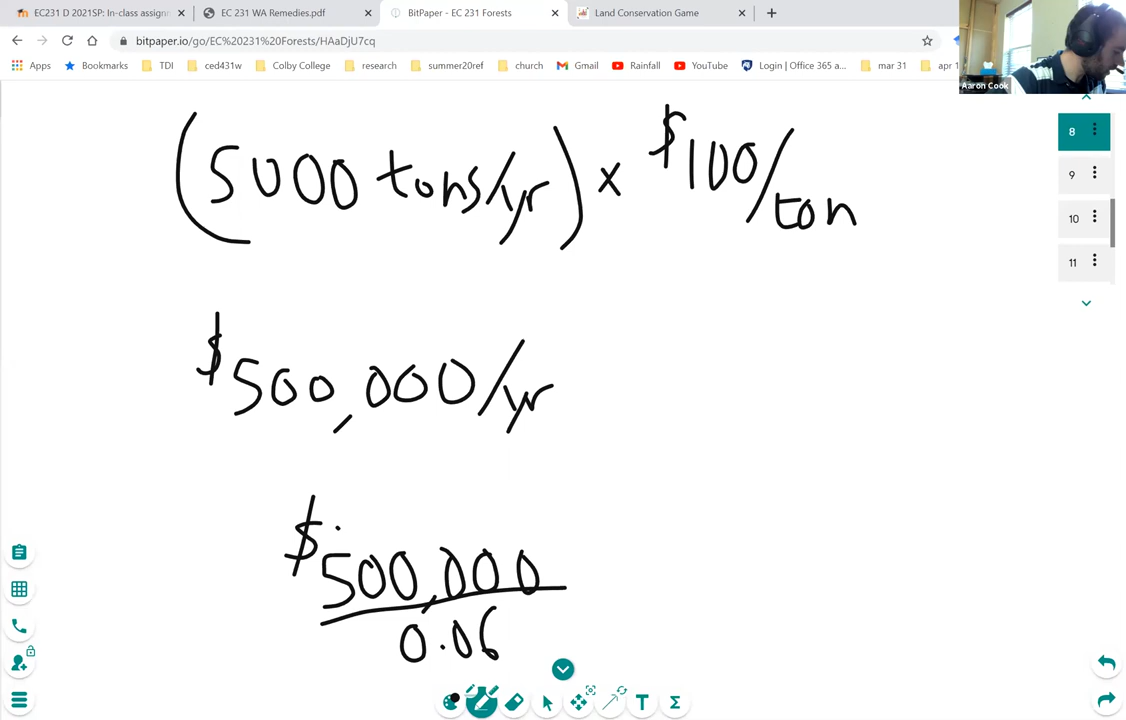 EC231 D 2021SP: In-class assignm
EC 231 WA Remedies.pdf
BitPaper - EC 231 Forests
Land Conservation Game
bitpaper.io/go/EC%20231%20Forests/HAaDjU7cq
Apps
Bookmarks
TDI
ced431w
Colby College
research
summer20ref
church
Gmail
Rainfall
YouTube
Login | Office 365 a...
mar 31
apr 1
Aaron Cook
(5000 tons/yr) x $100/ton
$500,000/yr
$500,000
0.06
8
9
10
11
T
Σ